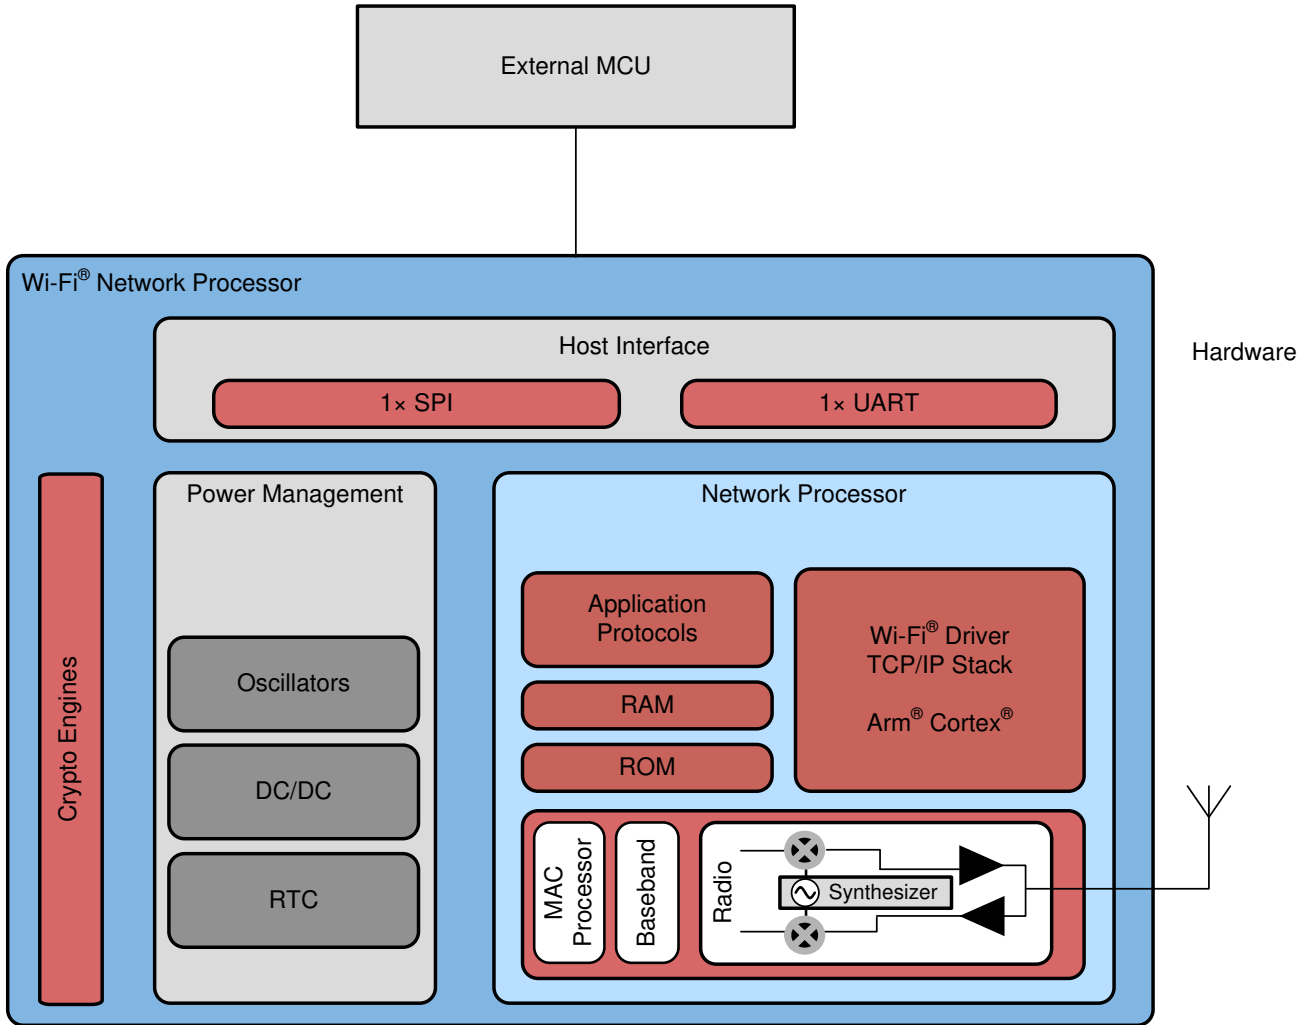 External MCU
Wi-Fi® Network Processor
Host Interface
Hardware
1× SPI
1× UART
Crypto Engines
Power Management
Oscillators
DC/DC
RTC
Network Processor
Application
Protocols
RAM
ROM
Wi-Fi® Driver
TCP/IP Stack
Arm® Cortex®
MAC
Processor
Baseband
Radio
Synthesizer